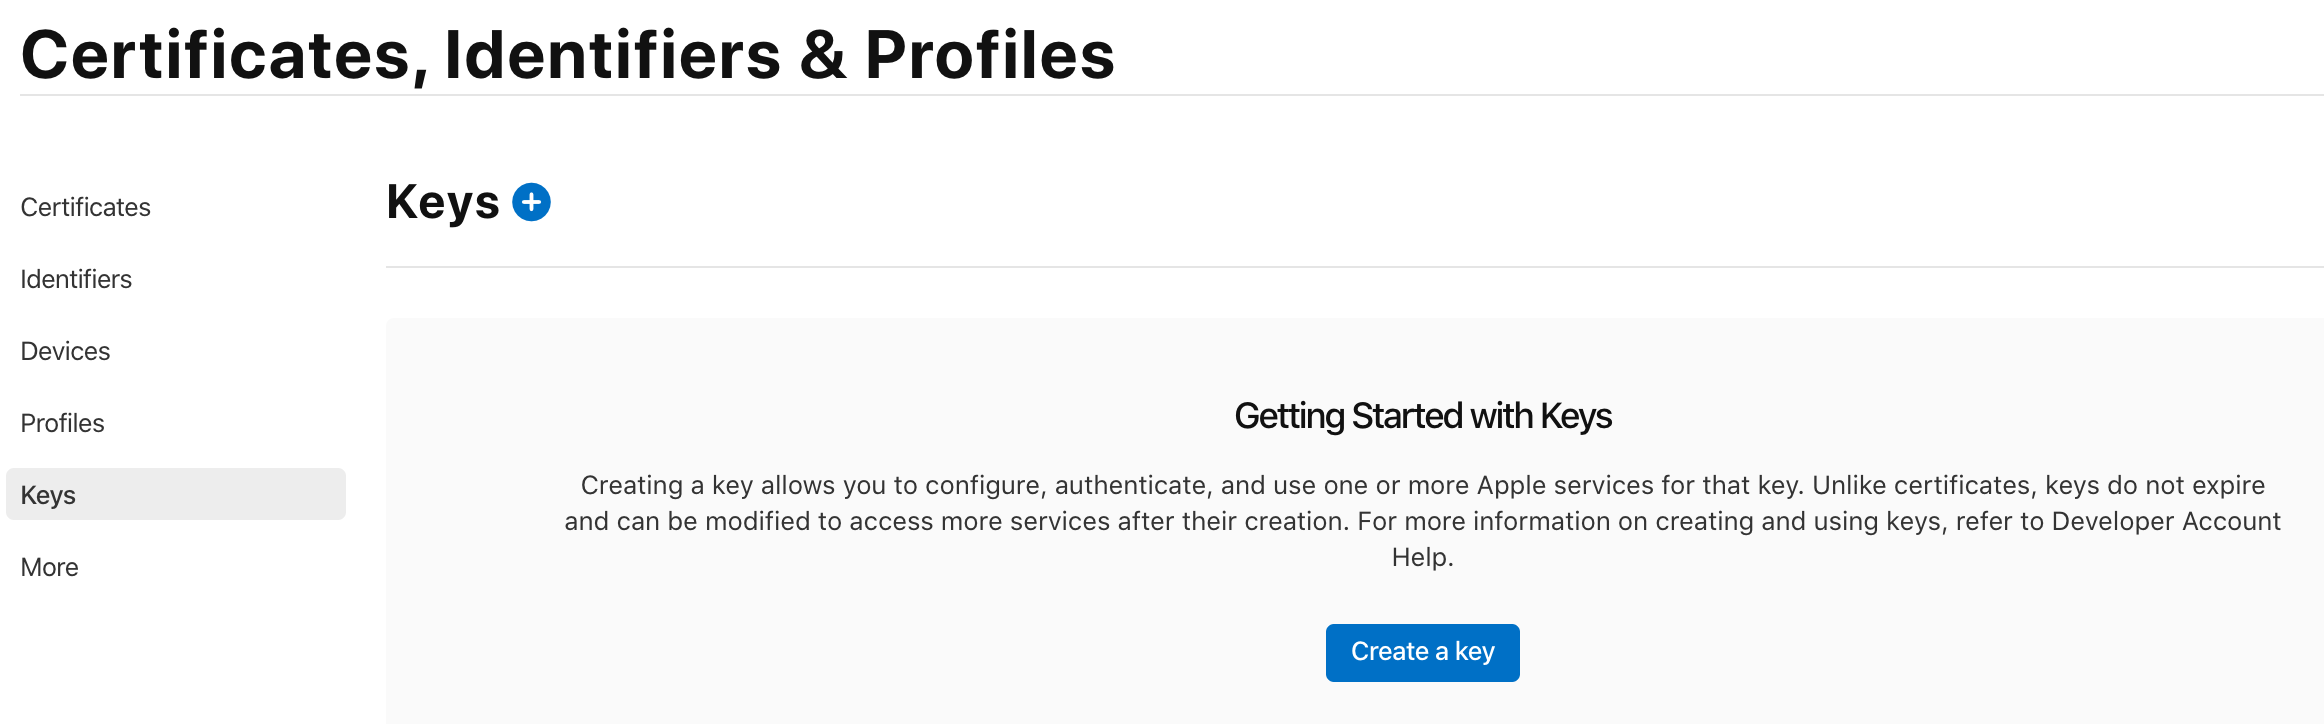 Certificates, Identifiers & Profiles
Certificates
Identifiers
Devices
Profiles
Keys
More
Keys
Getting Started with Keys
Creating a key allows you to configure, authenticate, and use one or more Apple services for that key. Unlike certificates, keys do not expire
and can be modified to access more services after their creation. For more information on creating and using keys, refer to Developer Account
Help.
Create a key